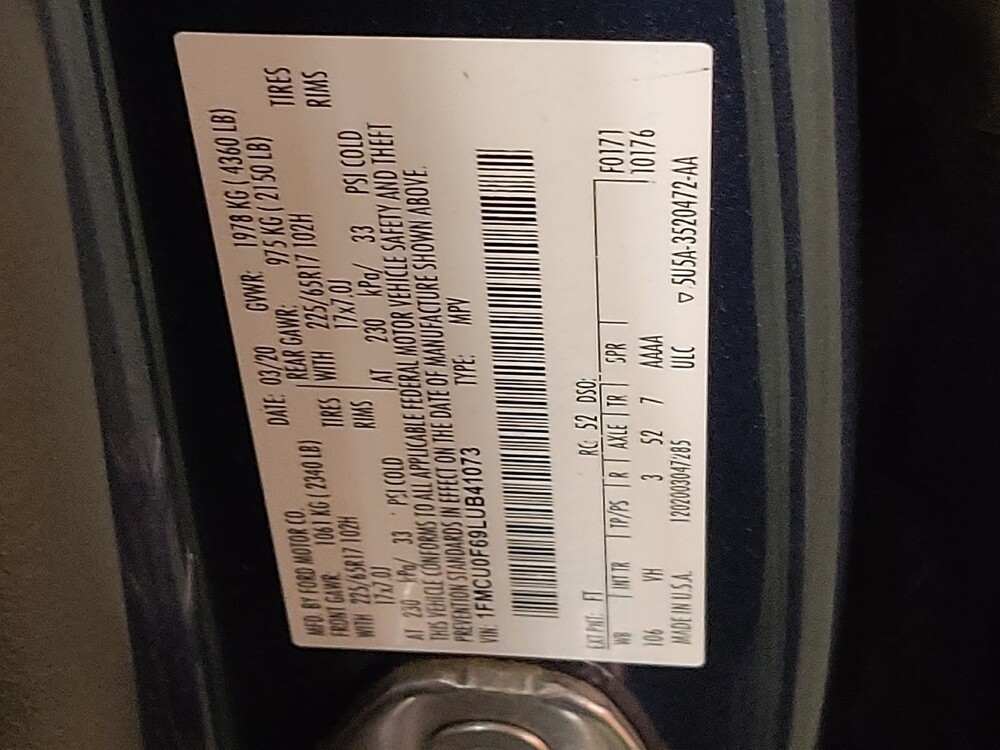 MFD. BY FORD MOTOR CO.
DATE: 03/20 GVWR: 1978 KG ( 4360 LB)
FRONT GAWR: 1061 KG ( 2340 LB) REAR GAWR: 975 KG ( 2150 LB)
WITH 225/65R17 102H TIRES WITH 225/65R17 102H TIRES
17x7.0J RIMS 17x7.0J RIMS
AT 230 kPa/ 33 PSI COLD AT 230 kPa/ 33 PSI COLD
THIS VEHICLE CONFORMS TO ALL APPLICABLE FEDERAL MOTOR VEHICLE SAFETY AND THEFT
PREVENTION STANDARDS IN EFFECT ON THE DATE OF MANUFACTURE SHOWN ABOVE.
VIN: 1FMCU0F69LUB41073 TYPE: MPV
EXT PNT: FT RC: 52 DSO: F0171
WB INTR TP/PS R AXLE TR SPR 10176
106 VH 3 52 7 AAAA
MADE IN U.S.A. 1202003047285 ULC 5U5A-3520472-AA